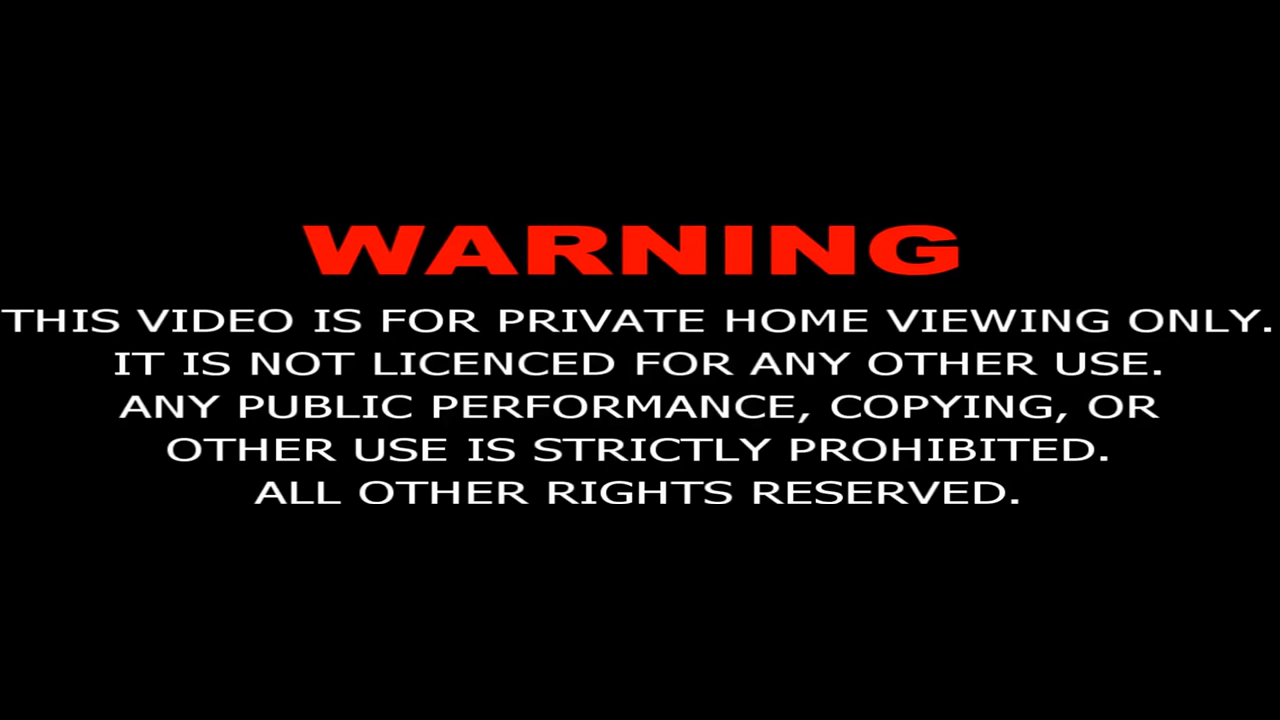 WARNING
THIS VIDEO IS FOR PRIVATE HOME VIEWING ONLY.
IT IS NOT LICENCED FOR ANY OTHER USE.
ANY PUBLIC PERFORMANCE, COPYING, OR
OTHER USE IS STRICTLY PROHIBITED.
ALL OTHER RIGHTS RESERVED.